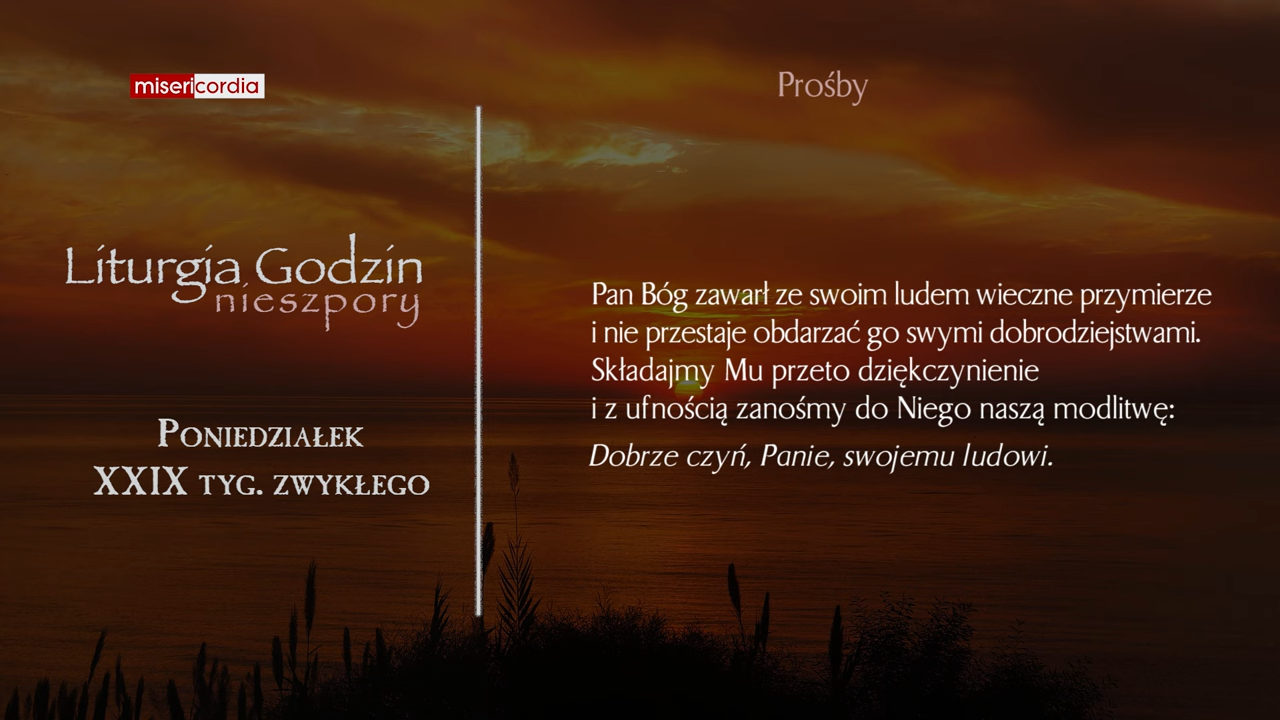 misericordia
Prośby
Liturgia Godzin
nieszpory
Poniedziałek
XXIX tyg. zwykłego
Pan Bóg zawarł ze swoim ludem wieczne przymierze
i nie przestaje obdarzać go swymi dobrodziejstwami.
Składajmy Mu przeto dziękczynienie
i z ufnością zanośmy do Niego naszą modlitwę:
Dobrze czyń, Panie, swojemu ludowi.